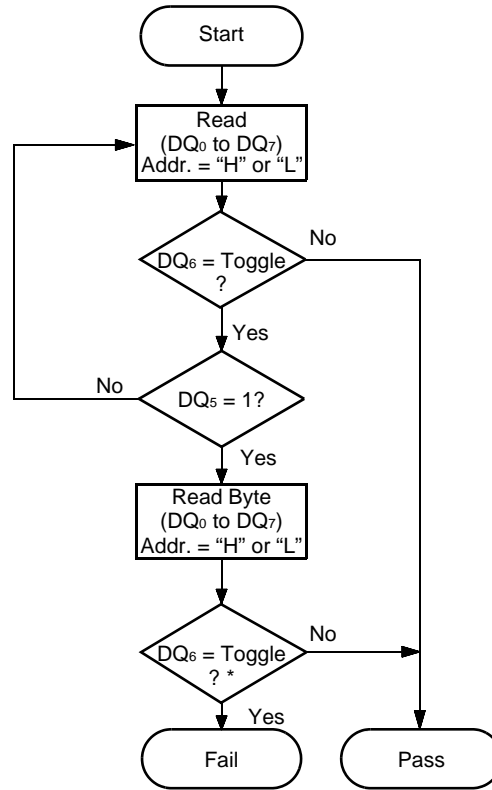 Start
Read
(DQ0 to DQ7)
Addr. = “H” or “L”
No
DQ6 = Toggle
?
Yes
No
DQ5 = 1?
Yes
Read Byte
(DQ0 to DQ7)
Addr. = “H” or “L”
No
DQ6 = Toggle
? *
Yes
Fail
Pass